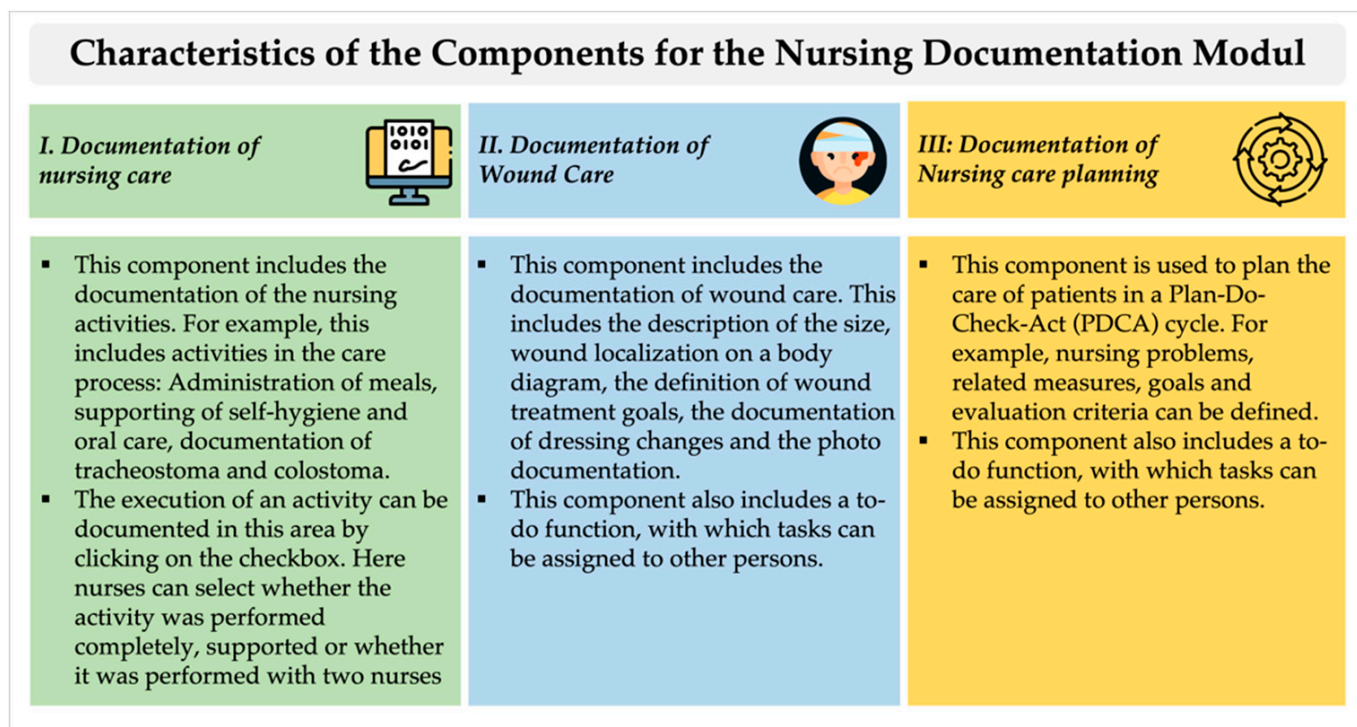 Characteristics of the Components for the Nursing Documentation Modul
I. Documentation of
nursing care
1010
0101
II. Documentation of
Wound Care
III: Documentation of
Nursing care planning
▪ This component includes the
documentation of the nursing
activities. For example, this
includes activities in the care
process: Administration of meals,
supporting of self-hygiene and
oral care, documentation of
tracheostoma and colostoma.
▪ The execution of an activity can be
documented in this area by
clicking on the checkbox. Here
nurses can select whether the
activity was performed
completely, supported or whether
it was performed with two nurses
▪ This component includes the
documentation of wound care. This
includes the description of the size,
wound localization on a body
diagram, the definition of wound
treatment goals, the documentation
of dressing changes and the photo
documentation.
▪ This component also includes a to-
do function, with which tasks can
be assigned to other persons.
▪ This component is used to plan the
care of patients in a Plan-Do-
Check-Act (PDCA) cycle. For
example, nursing problems,
related measures, goals and
evaluation criteria can be defined.
▪ This component also includes a to-
do function, with which tasks can
be assigned to other persons.